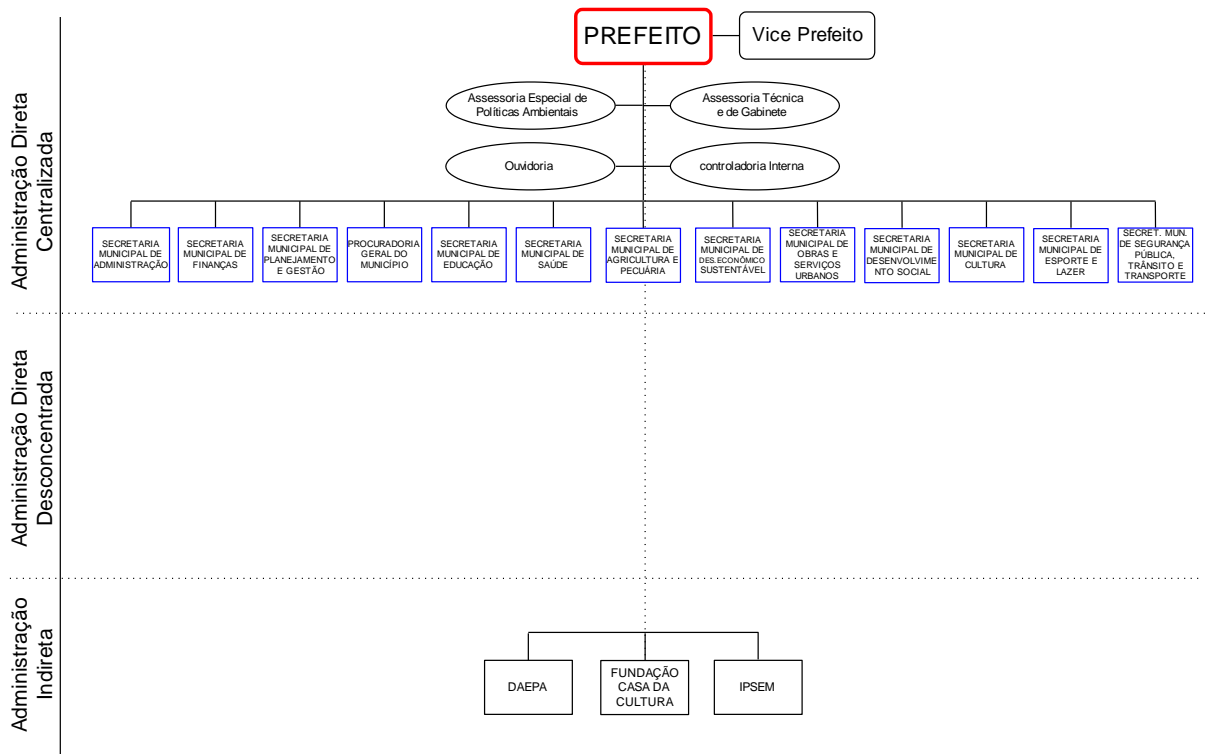 PREFEITO
Vice Prefeito
Assessoria Especial de
Políticas Ambientais
Assessoria Técnica
e de Gabinete
Ouvidoria
controladoria Interna
Administração Direta
Centralizada
SECRETARIA
MUNICIPAL DE
ADMINISTRAÇÃO
SECRETARIA
MUNICIPAL DE
FINANÇAS
SECRETARIA
MUNICIPAL DE
PLANEJAMENTO
E GESTÃO
PROCURADORIA
GERAL DO
MUNICÍPIO
SECRETARIA
MUNICIPAL DE
EDUCAÇÃO
SECRETARIA
MUNICIPAL DE
SAÚDE
SECRETARIA
MUNICIPAL DE
AGRICULTURA E
PECUÁRIA
SECRETARIA
MUNICIPAL DE
DES.ECONÔMICO
SUSTENTÁVEL
SECRETARIA
MUNICIPAL DE
OBRAS E
SERVIÇOS
URBANOS
SECRETARIA
MUNICIPAL DE
DESENVOLVIME
NTO SOCIAL
SECRETARIA
MUNICIPAL DE
CULTURA
SECRETARIA
MUNICIPAL DE
ESPORTE E
LAZER
SECRET. MUN.
DE SEGURANÇA
PÚBLICA,
TRÂNSITO E
TRANSPORTE
Administração Direta
Desconcentrada
Administração
Indireta
DAEPA
FUNDAÇÃO
CASA DA
CULTURA
IPSEM